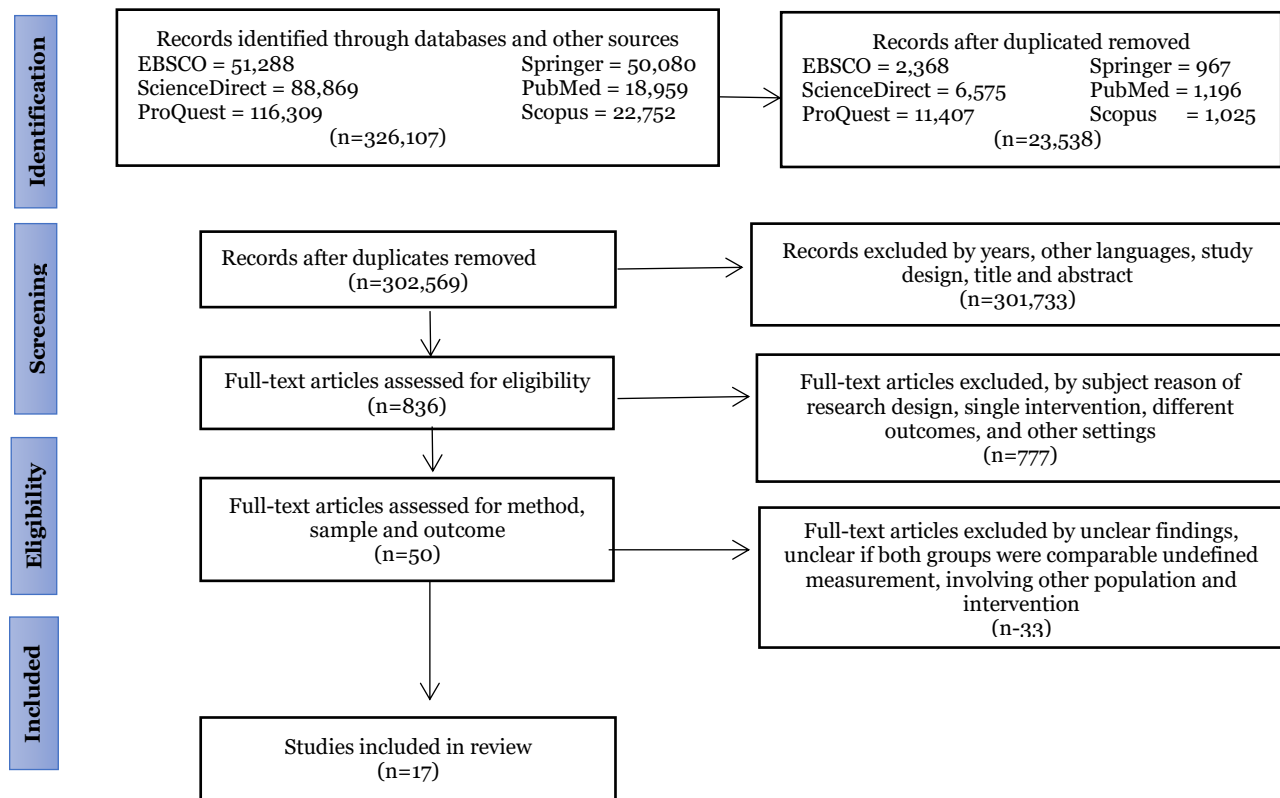 Identification
Records identified through databases and other sources
EBSCO = 51,288 Springer = 50,080
ScienceDirect = 88,869 PubMed = 18,959
ProQuest = 116,309 Scopus = 22,752
(n=326,107)
Records after duplicated removed
EBSCO = 2,368 Springer = 967
ScienceDirect = 6,575 PubMed = 1,196
ProQuest = 11,407 Scopus = 1,025
(n=23,538)
Screening
Records after duplicates removed
(n=302,569)
Records excluded by years, other languages, study
design, title and abstract
(n=301,733)
Full-text articles assessed for eligibility
(n=836)
Full-text articles excluded, by subject reason of
research design, single intervention, different
outcomes, and other settings
(n=777)
Eligibility
Full-text articles assessed for method,
sample and outcome
(n=50)
Full-text articles excluded by unclear findings,
unclear if both groups were comparable undefined
measurement, involving other population and
intervention
(n-33)
Included
Studies included in review
(n=17)